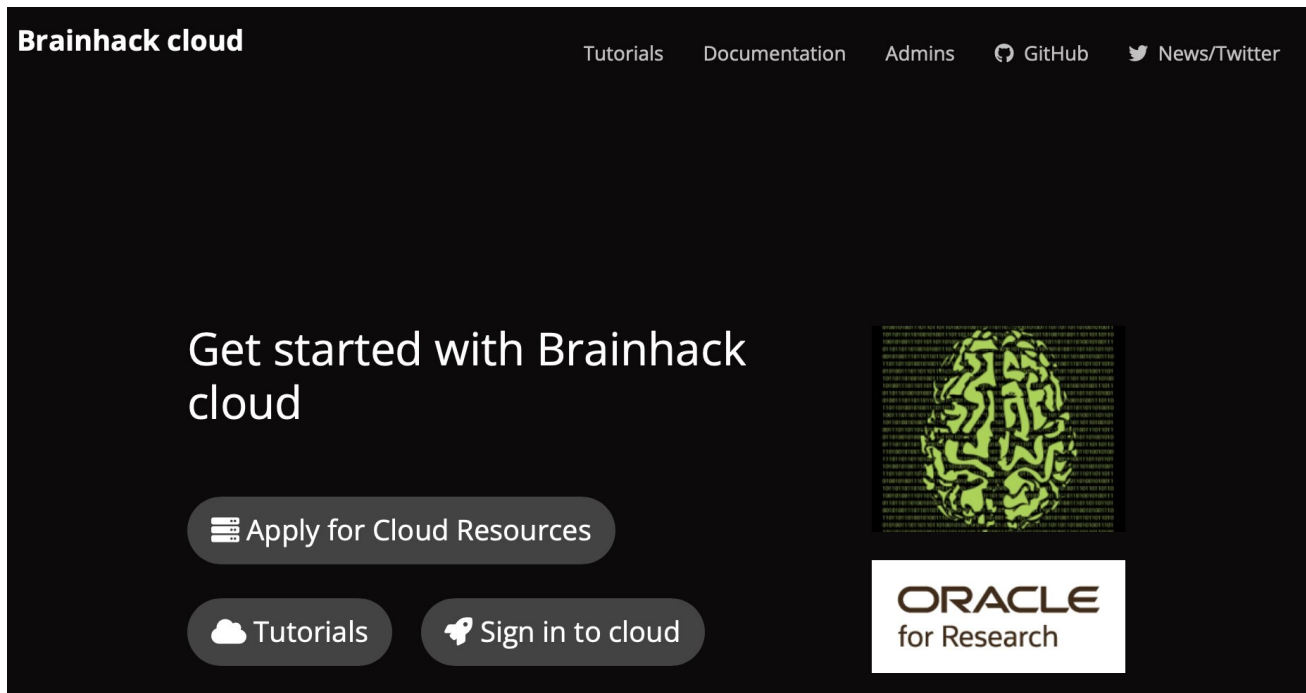 Brainhack cloud
Tutorials Documentation Admins GitHub News/Twitter
Get started with Brainhack
cloud
Apply for Cloud Resources
Tutorials Sign in to cloud
ORACLE
for Research